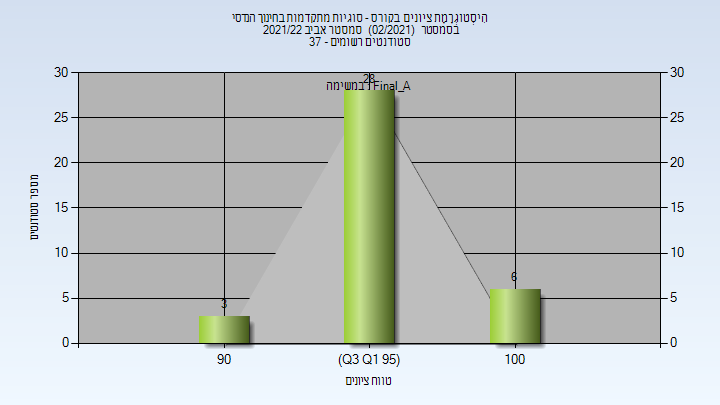 היסטוגרמת ציונים בקורס - סוגיות מתקדמות בחינוך הנדסי
בסמסטר (02/2021) סמסטר אביב 2021/22
סטודנטים רשומים - 37
30
25
20
15
10
5
0
30
25
20
15
10
5
0
מספר סטודנטים
28
במשימה Final_A
3
6
90
(Q3 Q1 95)
100
טווח ציונים